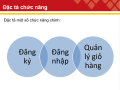 Đặc tả chức năng
Đặc tả một số chức năng chính:
Đăng
ký
Đăng
nhập
Quản
lý giỏ
hàng